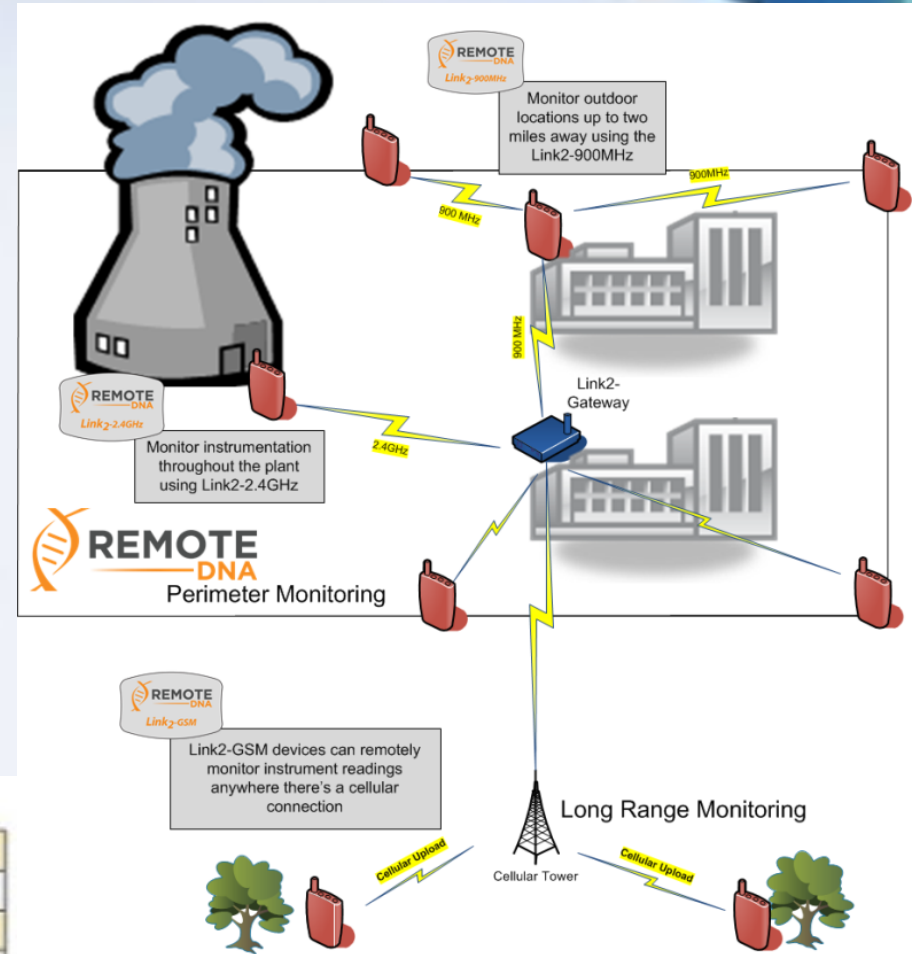 REMOTE
DNA
Link2-900MHz
Monitor outdoor
locations up to two
miles away using the
Link2-900MHz
900 MHz
900MHz
900 MHz
Link2-
Gateway
REMOTE
DNA
Link2-2.4GHz
2.4GHz
Monitor instrumentation
throughout the plant
using Link2-2.4GHz
REMOTE
DNA
Perimeter Monitoring
REMOTE
DNA
Link2-GSM
Link2-GSM devices can remotely
monitor instrument readings
anywhere there's a cellular
connection
Long Range Monitoring
Cellular Upload
Cellular Tower
Cellular Upload